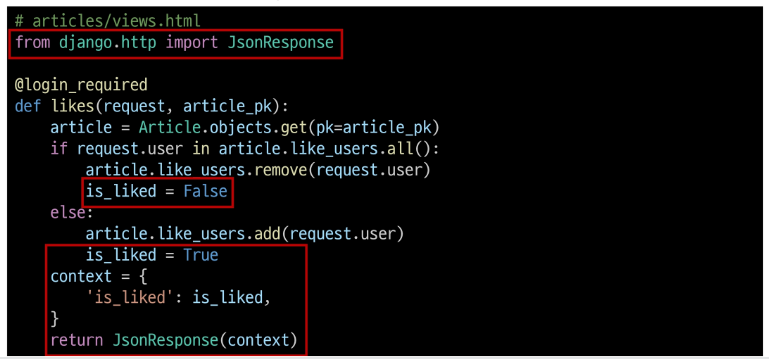 # articles/views.html
from django.http import JsonResponse
@login_required
def likes(request, article_pk):
    article = Article.objects.get(pk=article_pk)
    if request.user in article.like_users.all():
        article.like_users.remove(request.user)
        is_liked = False
    else:
        article.like_users.add(request.user)
        is_liked = True
    context = {
        'is_liked': is_liked,
    }
    return JsonResponse(context)